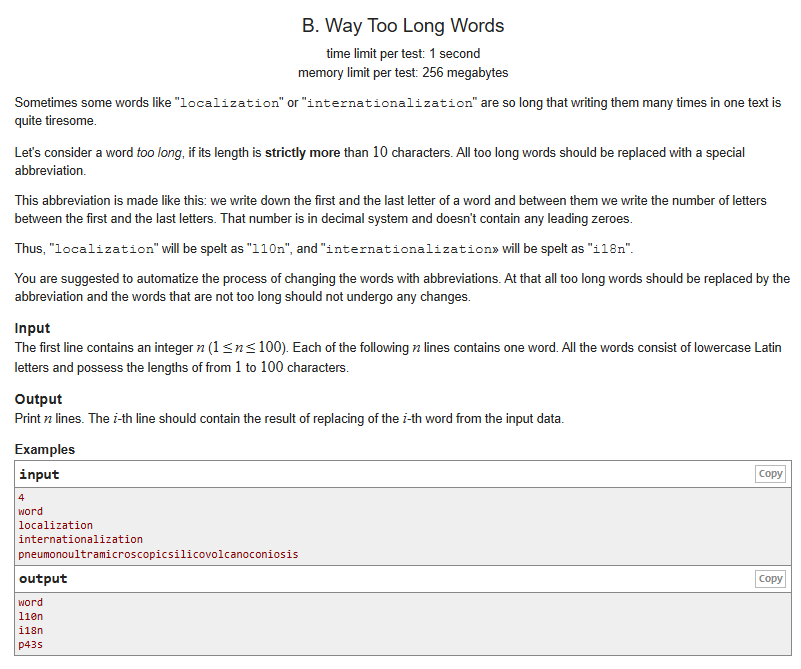 B. Way Too Long Words
time limit per test: 1 second
memory limit per test: 256 megabytes
Sometimes some words like "localization" or "internationalization" are so long that writing them many times in one text is
quite tiresome.
Let's consider a word too long, if its length is strictly more than 10 characters. All too long words should be replaced with a special
abbreviation.
This abbreviation is made like this: we write down the first and the last letter of a word and between them we write the number of letters
between the first and the last letters. That number is in decimal system and doesn't contain any leading zeroes.
Thus, "localization" will be spelt as "l10n", and "internationalization» will be spelt as "i18n".
You are suggested to automatize the process of changing the words with abbreviations. At that all too long words should be replaced by the
abbreviation and the words that are not too long should not undergo any changes.
Input
The first line contains an integer n (1 ≤ n ≤ 100). Each of the following n lines contains one word. All the words consist of lowercase Latin
letters and possess the lengths of from 1 to 100 characters.
Output
Print n lines. The i-th line should contain the result of replacing of the i-th word from the input data.
Examples
input Copy
4
word
localization
internationalization
pneumonoultramicroscopicsilicovolcanoconiosis
output Copy
word
l10n
i18n
p43s